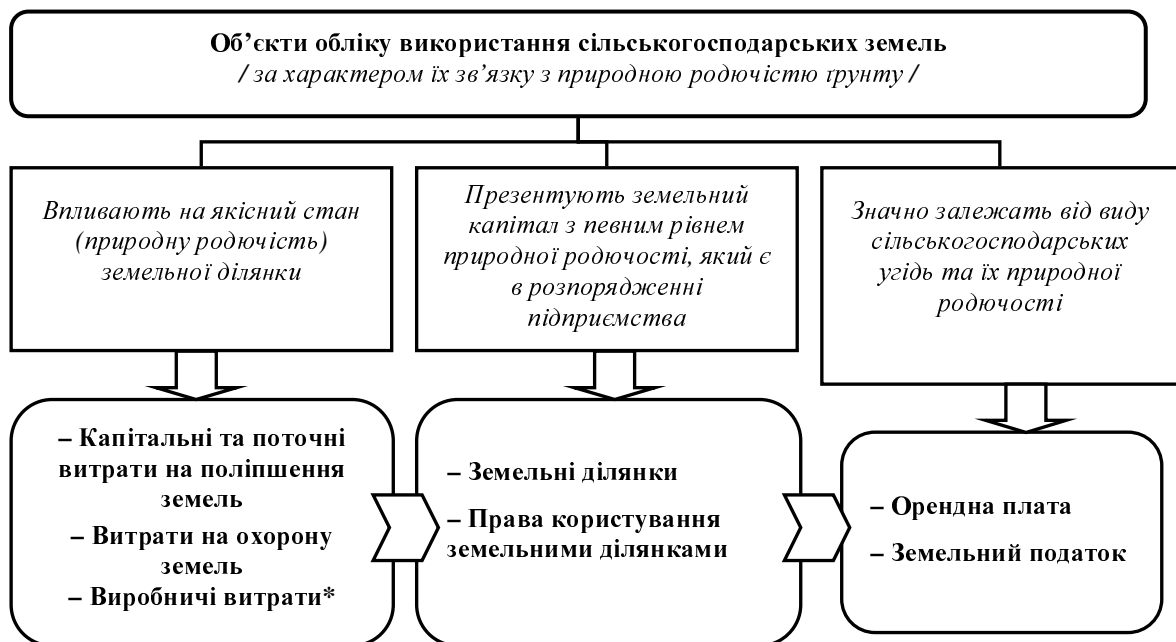 Об’єкти обліку використання сільськогосподарських земель
/ за характером їх зв’язку з природною родючістю ґрунту /
Впливають на якісний стан
(природну родючість)
земельної ділянки
Презентують земельний
капітал з певним рівнем
природної родючості, який є
в розпорядженні
підприємства
Значно залежать від виду
сільськогосподарських
угідь та їх природної
родючості
– Капітальні та поточні
витрати на поліпшення
земель
– Витрати на охорону
земель
– Виробничі витрати*
– Земельні ділянки
– Права користування
земельними ділянками
– Орендна плата
– Земельний податок